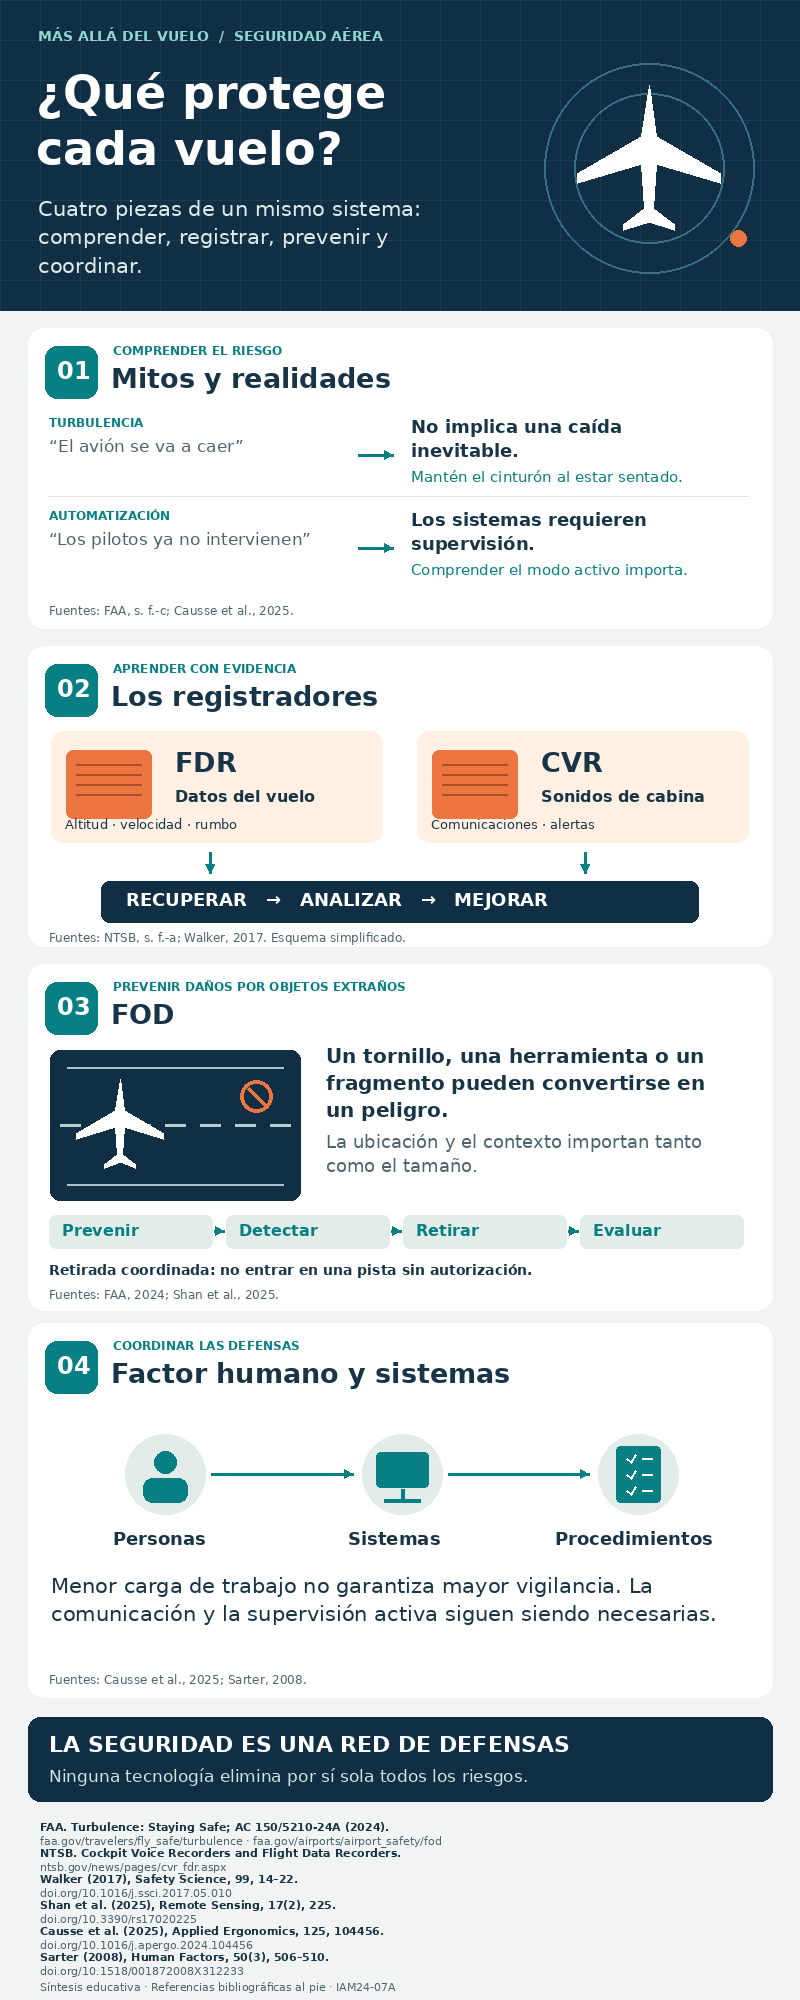 MÁS ALLÁ DEL VUELO / SEGURIDAD AÉREA
¿Qué protege
cada vuelo?
Cuatro piezas de un mismo sistema:
comprender, registrar, prevenir y
coordinar.
01
COMPRENDER EL RIESGO
Mitos y realidades
TURBULENCIA
“El avión se va a caer”
No implica una caída
inevitable.
Mantén el cinturón al estar sentado.
AUTOMATIZACIÓN
“Los pilotos ya no intervienen”
Los sistemas requieren
supervisión.
Comprender el modo activo importa.
Fuentes: FAA, s. f.-c; Causse et al., 2025.
02
APRENDER CON EVIDENCIA
Los registradores
FDR
Datos del vuelo
Altitud · velocidad · rumbo
CVR
Sonidos de cabina
Comunicaciones · alertas
RECUPERAR → ANALIZAR → MEJORAR
Fuentes: NTSB, s. f.-a; Walker, 2017. Esquema simplificado.
03
PREVENIR DAÑOS POR OBJETOS EXTRAÑOS
FOD
Un tornillo, una herramienta o un
fragmento pueden convertirse en
un peligro.
La ubicación y el contexto importan tanto
como el tamaño.
Prevenir
Detectar
Retirar
Evaluar
Retirada coordinada: no entrar en una pista sin autorización.
Fuentes: FAA, 2024; Shan et al., 2025.
04
COORDINAR LAS DEFENSAS
Factor humano y sistemas
Personas
Sistemas
Procedimientos
Menor carga de trabajo no garantiza mayor vigilancia. La
comunicación y la supervisión activa siguen siendo necesarias.
Fuentes: Causse et al., 2025; Sarter, 2008.
LA SEGURIDAD ES UNA RED DE DEFENSAS
Ninguna tecnología elimina por sí sola todos los riesgos.
FAA. Turbulence: Staying Safe; AC 150/5210-24A (2024).
faa.gov/travelers/fly_safe/turbulence · faa.gov/airports/airport_safety/fod
NTSB. Cockpit Voice Recorders and Flight Data Recorders.
ntsb.gov/news/pages/cvr_fdr.aspx
Walker (2017), Safety Science, 99, 14–22.
doi.org/10.1016/j.ssci.2017.05.010
Shan et al. (2025), Remote Sensing, 17(2), 225.
doi.org/10.3390/rs17020225
Causse et al. (2025), Applied Ergonomics, 125, 104456.
doi.org/10.1016/j.apergo.2024.104456
Sarter (2008), Human Factors, 50(3), 506–510.
doi.org/10.1518/001872008X312233
Síntesis educativa · Referencias bibliográficas al pie · IAM24-07A